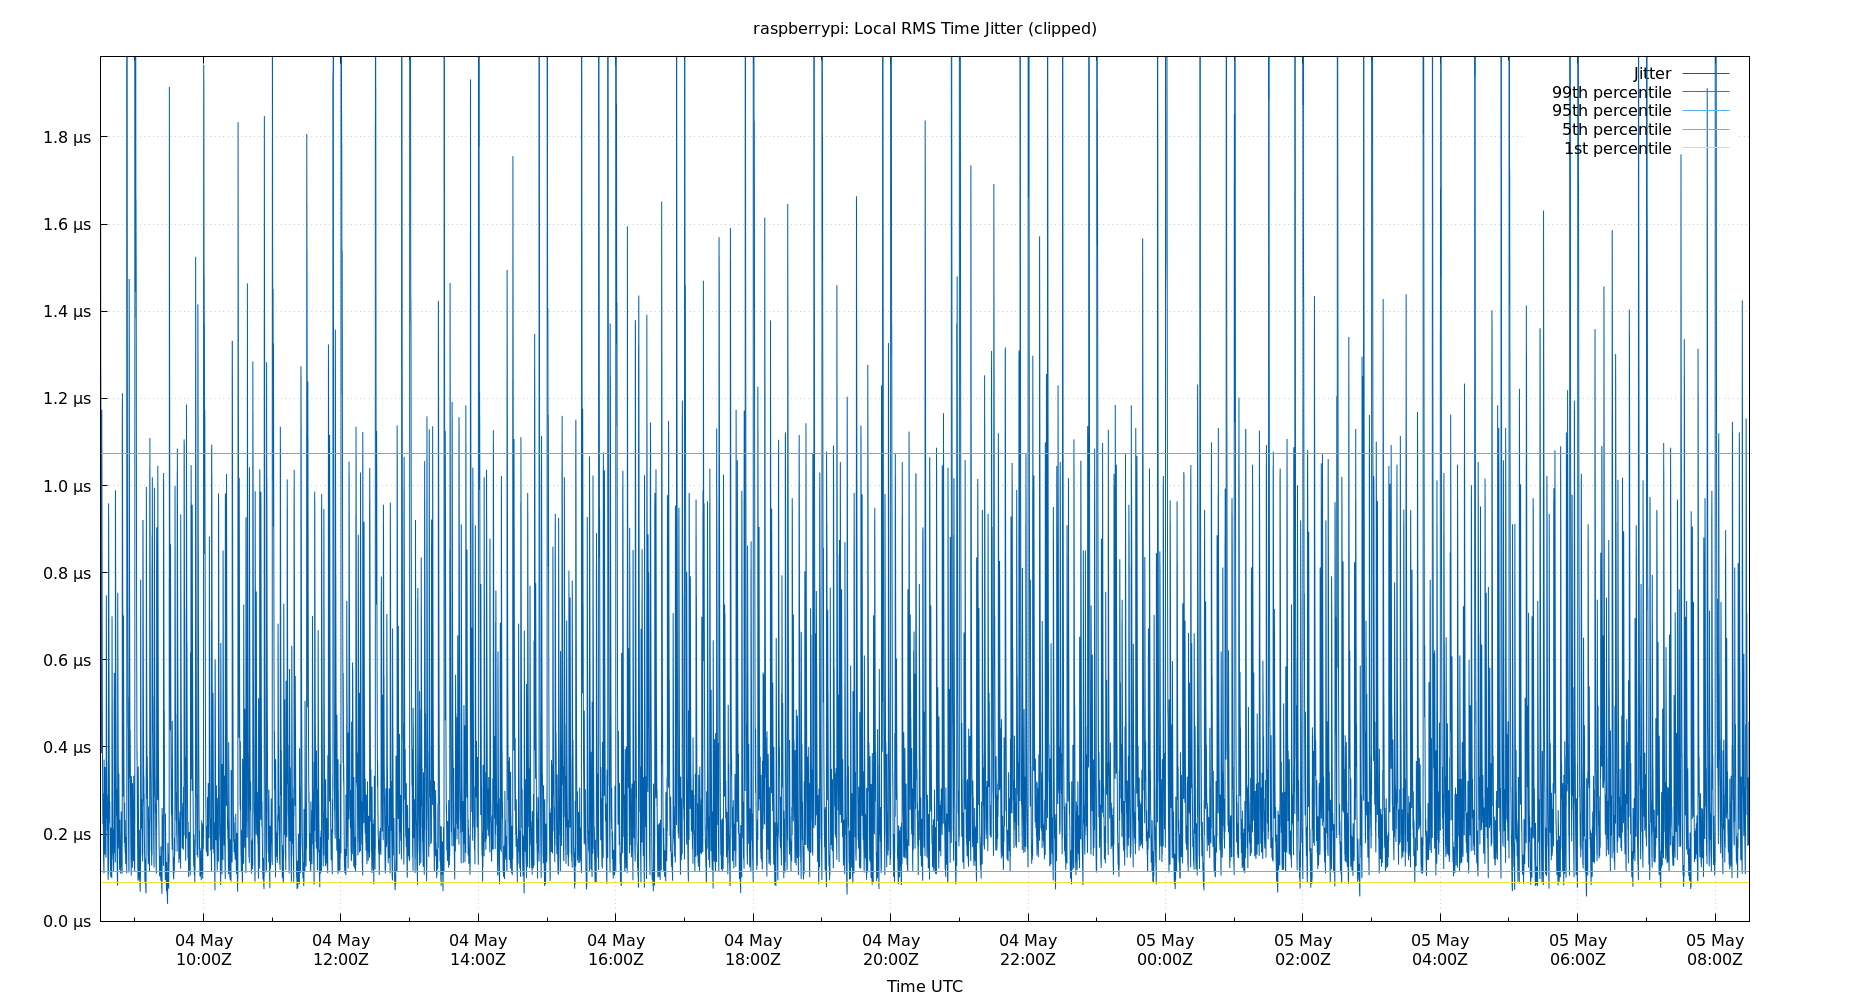 raspberrypi: Local RMS Time Jitter (clipped)
Jitter
99th percentile
95th percentile
5th percentile
1st percentile
1.8 µs
1.6 µs
1.4 µs
1.2 µs
1.0 µs
0.8 µs
0.6 µs
0.4 µs
0.2 µs
0.0 µs
04 May 04 May 04 May 04 May 04 May 04 May 04 May 05 May 05 May 05 May 05 May 05 May
10:00Z 12:00Z 14:00Z 16:00Z 18:00Z 20:00Z 22:00Z 00:00Z 02:00Z 04:00Z 06:00Z 08:00Z
Time UTC